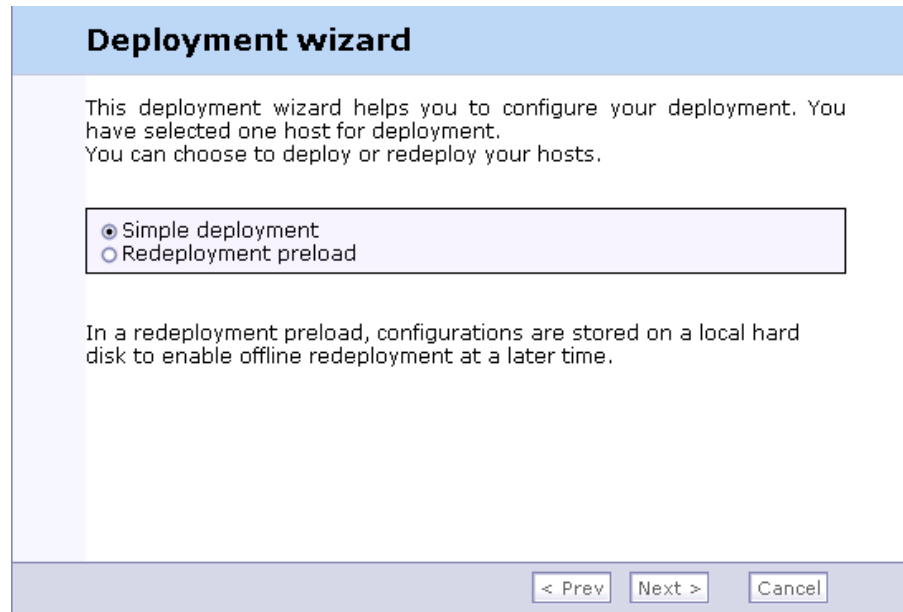 Deployment wizard
This deployment wizard helps you to configure your deployment. You
have selected one host for deployment.
You can choose to deploy or redeploy your hosts.
Simple deployment
Redeployment preload
In a redeployment preload, configurations are stored on a local hard
disk to enable offline redeployment at a later time.
< Prev Next > Cancel